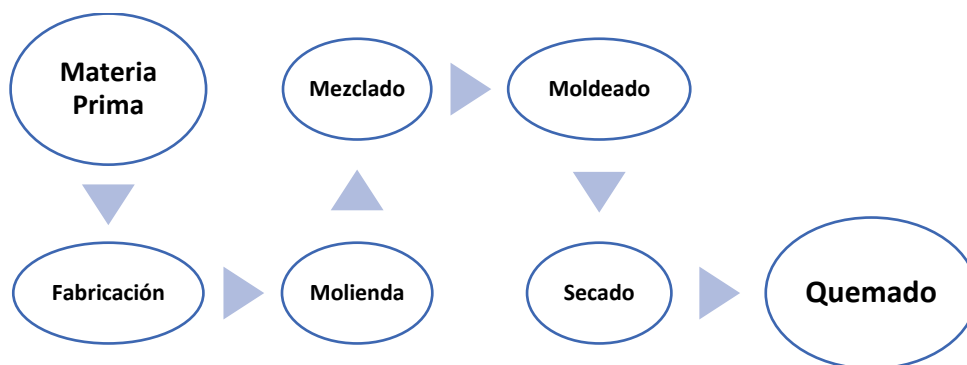 Materia
Prima
Fabricación
Molienda
Mezclado
Moldeado
Secado
Quemado